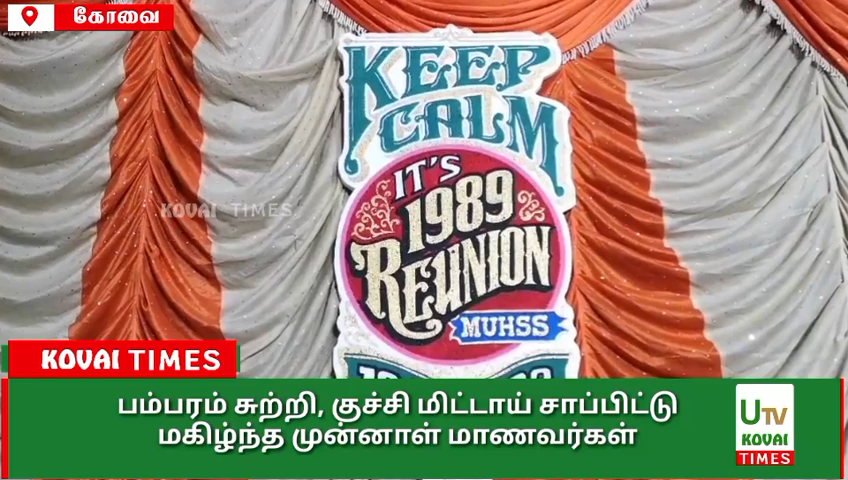 கோவை
KEEP
CALM
IT'S
1989
REUNION
MUHSS
KOVAI TIMES
KOVAI TIMES
பம்பரம் சுற்றி, குச்சி மிட்டாய் சாப்பிட்டு
மகிழ்ந்த முன்னாள் மாணவர்கள்
UTV
KOVAI
TIMES